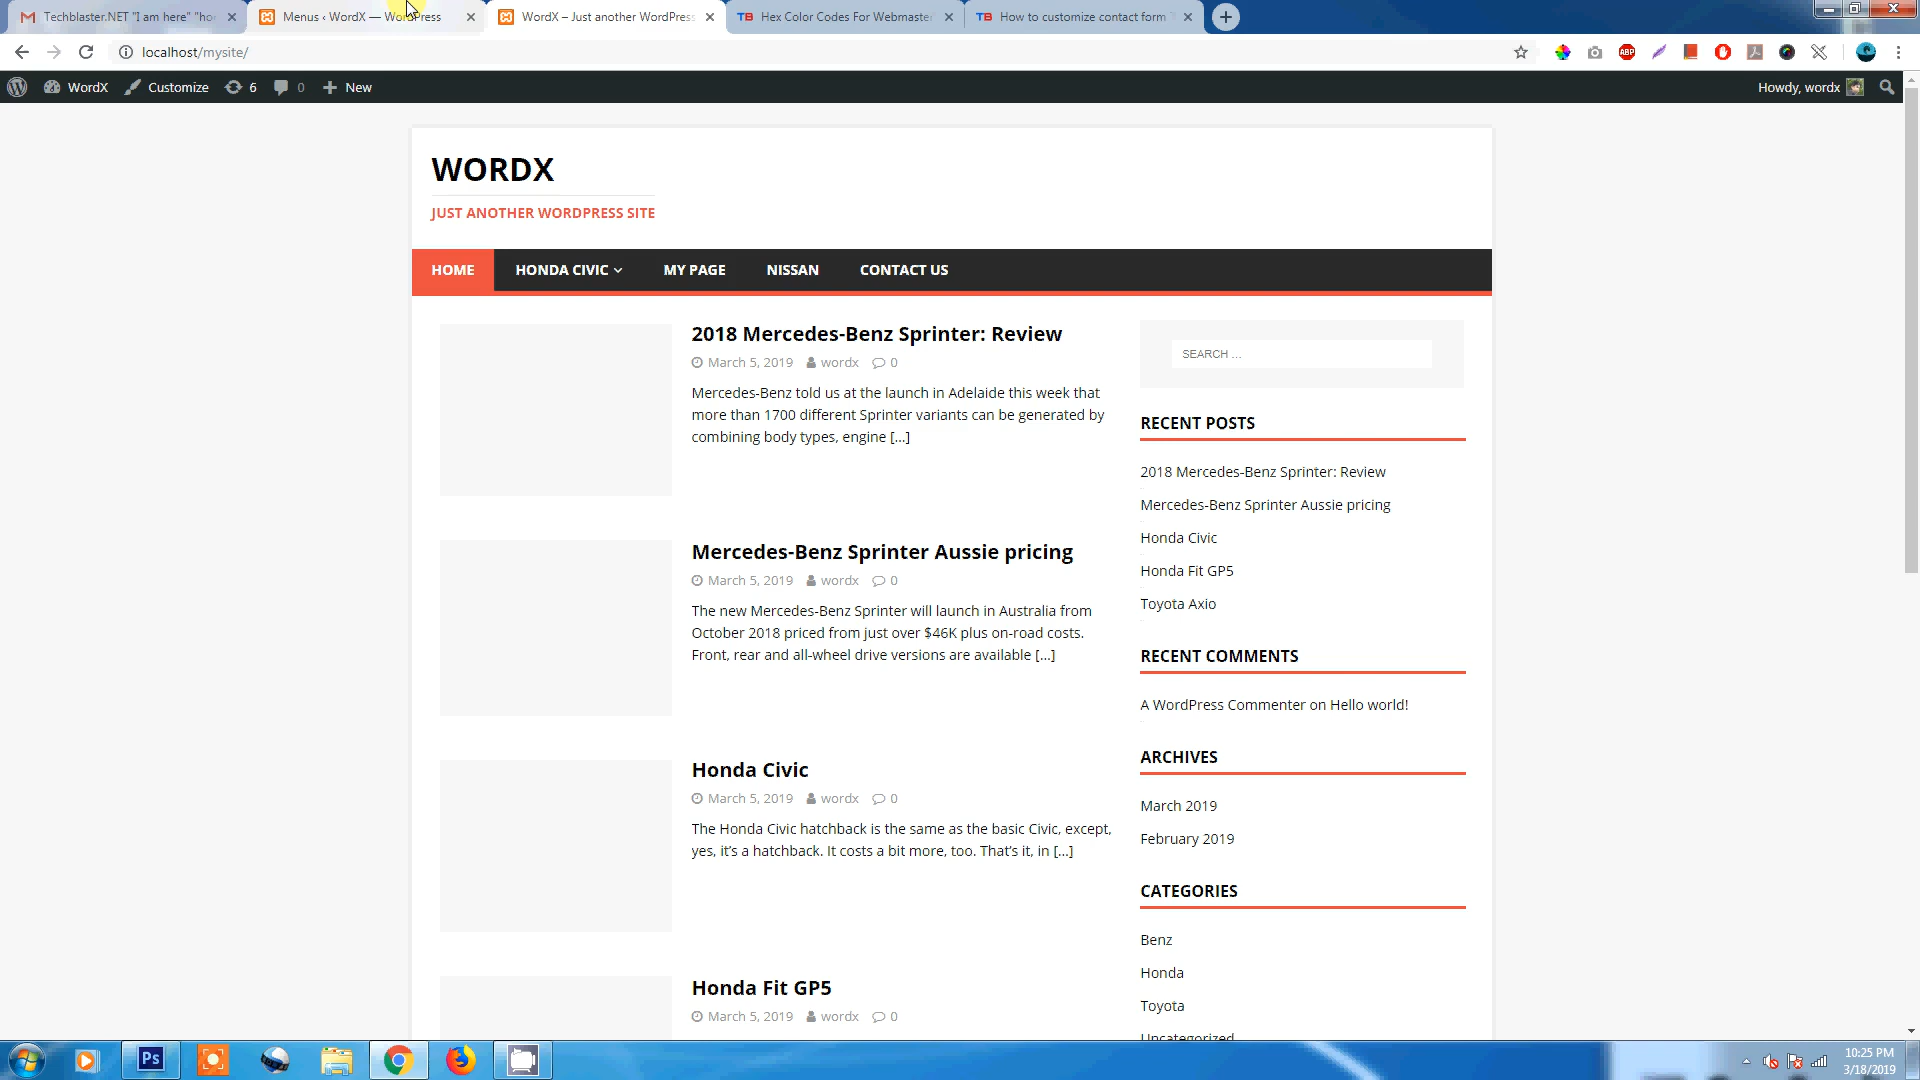 Techblaster.NET "I am here" "ho
Menus ‹ WordX — WordPress
WordX – Just another WordPress
TB Hex Color Codes For Webmaster
TB How to customize contact form 7
localhost/mysite/
ABP
WordX
Customize
6
0
New
Howdy, wordx
WORDX
JUST ANOTHER WORDPRESS SITE
HOME
HONDA CIVIC
MY PAGE
NISSAN
CONTACT US
2018 Mercedes-Benz Sprinter: Review
March 5, 2019 wordx 0
Mercedes-Benz told us at the launch in Adelaide this week that
more than 1700 different Sprinter variants can be generated by
combining body types, engine [...]
Mercedes-Benz Sprinter Aussie pricing
March 5, 2019 wordx 0
The new Mercedes-Benz Sprinter will launch in Australia from
October 2018 priced from just over $46K plus on-road costs.
Front, rear and all-wheel drive versions are available [...]
Honda Civic
March 5, 2019 wordx 0
The Honda Civic hatchback is the same as the basic Civic, except,
yes, it's a hatchback. It costs a bit more, too. That's it, in [...]
Honda Fit GP5
March 5, 2019 wordx 0
SEARCH ...
RECENT POSTS
2018 Mercedes-Benz Sprinter: Review
Mercedes-Benz Sprinter Aussie pricing
Honda Civic
Honda Fit GP5
Toyota Axio
RECENT COMMENTS
A WordPress Commenter on Hello world!
ARCHIVES
March 2019
February 2019
CATEGORIES
Benz
Honda
Toyota
Uncategorized
Ps
10:25 PM
3/18/2019